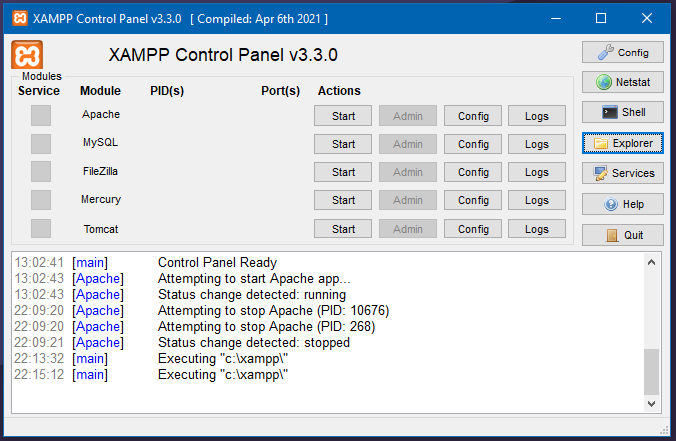 XAMPP Control Panel v3.3.0 [ Compiled: Apr 6th 2021 ]
XAMPP Control Panel v3.3.0
Config
Modules
Netstat
Service Module PID(s) Port(s) Actions
Apache Start Admin Config Logs
Shell
MySQL Start Admin Config Logs
Explorer
FileZilla Start Admin Config Logs
Services
Mercury Start Admin Config Logs
Help
Tomcat Start Admin Config Logs
Quit
13:02:41 [main] Control Panel Ready
13:02:43 [Apache] Attempting to start Apache app...
13:02:43 [Apache] Status change detected: running
22:09:20 [Apache] Attempting to stop Apache (PID: 10676)
22:09:20 [Apache] Attempting to stop Apache (PID: 268)
22:09:21 [Apache] Status change detected: stopped
22:13:32 [main] Executing "c:\xampp\"
22:15:12 [main] Executing "c:\xampp\"